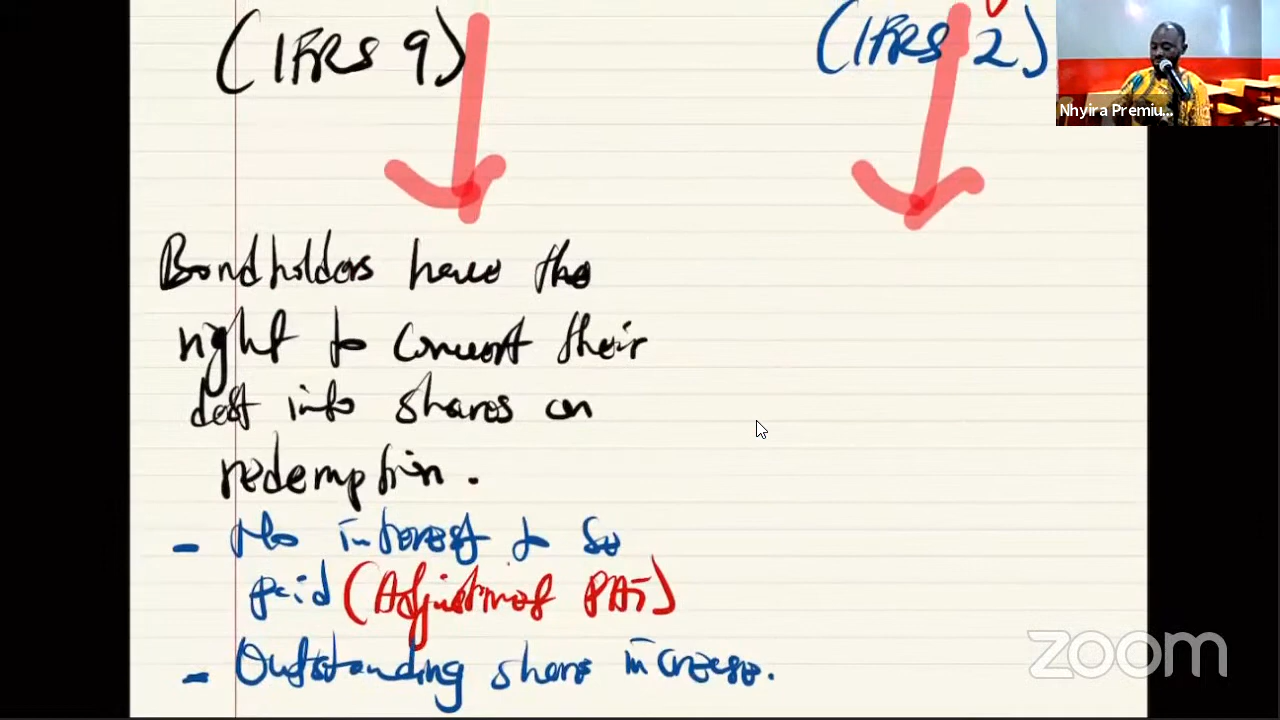 (IFRS 9)
(IFRS 2)
Nhyira Premiu...
Bondholders have the
right to convert their
debt into shares on
redemption.
- No interest to be
paid (Adjustment PAT)
- Outstanding share increase.
zoom